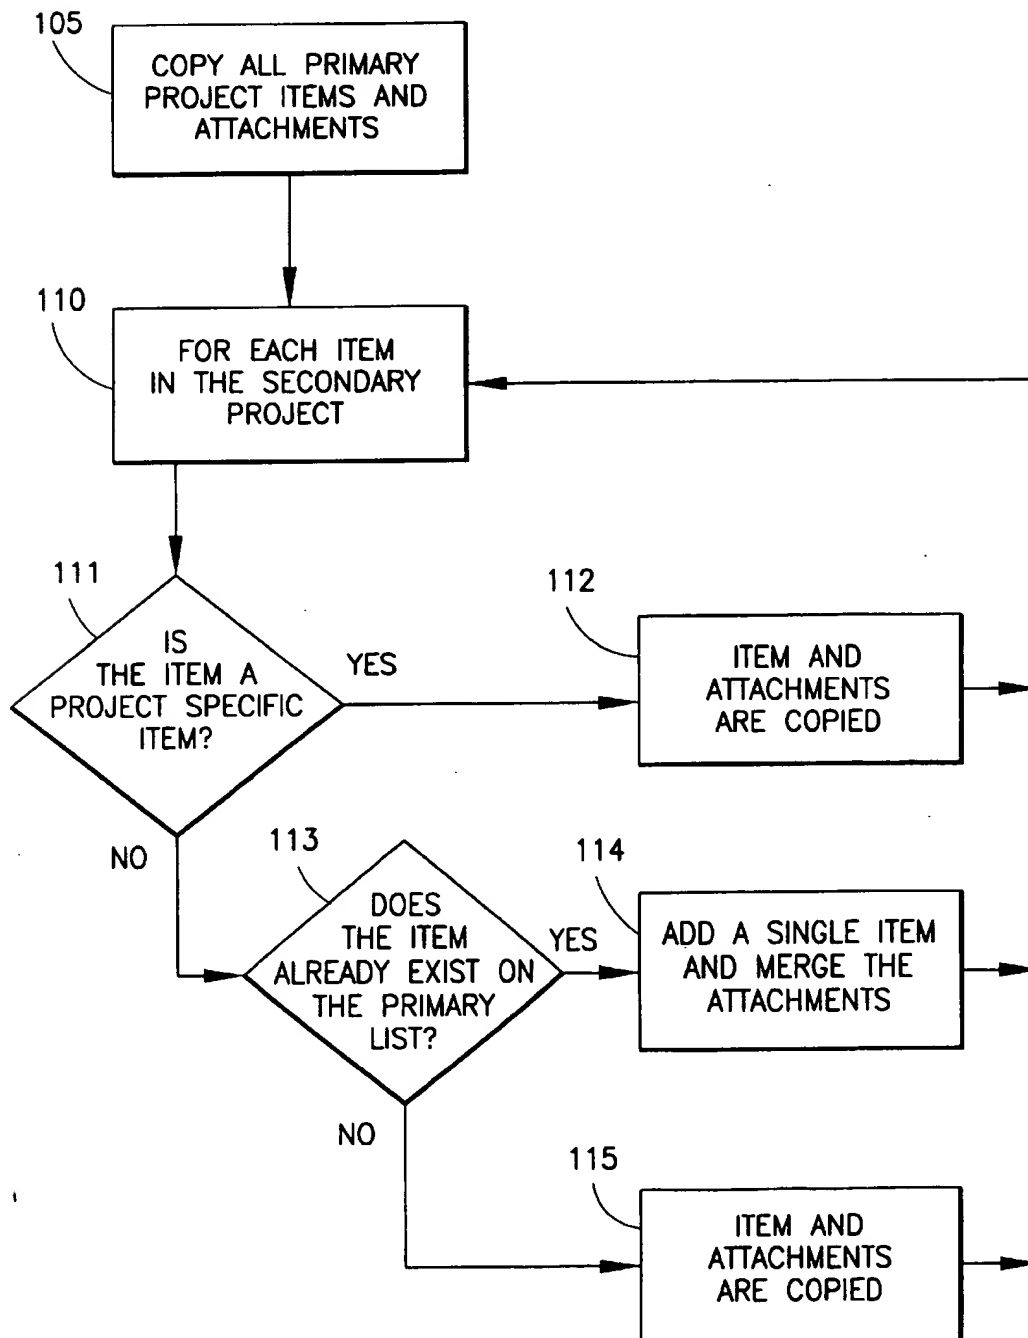 105
COPY ALL PRIMARY
PROJECT ITEMS AND
ATTACHMENTS
110
FOR EACH ITEM
IN THE SECONDARY
PROJECT
111
IS
THE ITEM A
PROJECT SPECIFIC
ITEM?
YES
112
ITEM AND
ATTACHMENTS
ARE COPIED
NO
113
DOES
THE ITEM
ALREADY EXIST ON
THE PRIMARY
LIST?
YES
114
ADD A SINGLE ITEM
AND MERGE THE
ATTACHMENTS
NO
115
ITEM AND
ATTACHMENTS
ARE COPIED